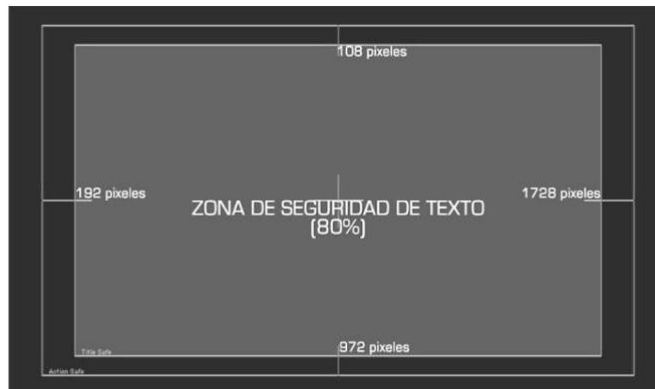 108 pixeles
192 pixeles
1728 pixeles
ZONA DE SEGURIDAD DE TEXTO
(80%)
972 pixeles
Title Safe
Action Safe